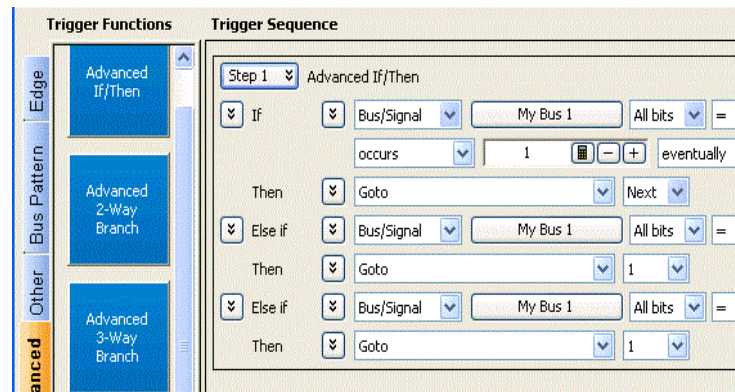 Trigger Functions
Trigger Sequence
Edge
Bus Pattern
Other
anced
Advanced
If/Then
Advanced
2-Way
Branch
Advanced
3-Way
Branch
Step 1 Advanced If/Then
If Bus/Signal My Bus 1 All bits =
occurs 1 - + eventually
Then Goto Next
Else if Bus/Signal My Bus 1 All bits =
Then Goto 1
Else if Bus/Signal My Bus 1 All bits =
Then Goto 1